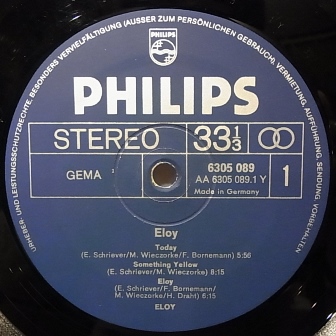 URHEBER UND LEISTUNGSSCHUTZRECHTE, BESONDERS VERVIELFÄLTIGUNG (AUSSER ZUM PERSÖNLICHEN GEBRAUCH), VERMIETUNG, AUFFÜHRUNG, SENDUNG VORBEHALTEN
PHILIPS
PHILIPS
STEREO 33⅓
GEMA
6305 089
AA 6305 089.1 Y
Made in Germany
1
Eloy
Today
(E. Schriever/M. Wieczorke/F. Bornemann) 5:56
Something Yellow
(E. Schriever/M. Wieczorke) 8:15
Eloy
(E. Schriever/F. Bornemann/
M. Wieczorke/H. Draht) 6:15
ELOY